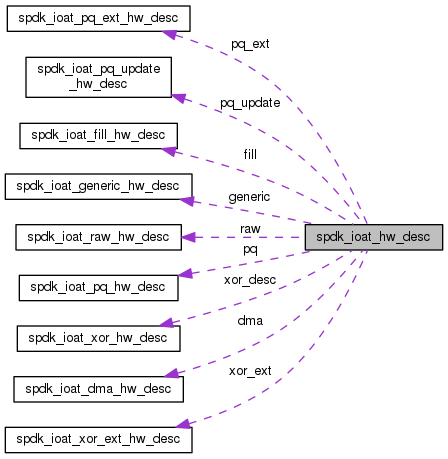 spdk_ioat_pq_ext_hw_desc
pq_ext
spdk_ioat_pq_update
_hw_desc
pq_update
spdk_ioat_fill_hw_desc
fill
spdk_ioat_generic_hw_desc
generic
spdk_ioat_raw_hw_desc
raw
spdk_ioat_hw_desc
pq
spdk_ioat_pq_hw_desc
xor_desc
spdk_ioat_xor_hw_desc
dma
spdk_ioat_dma_hw_desc
xor_ext
spdk_ioat_xor_ext_hw_desc